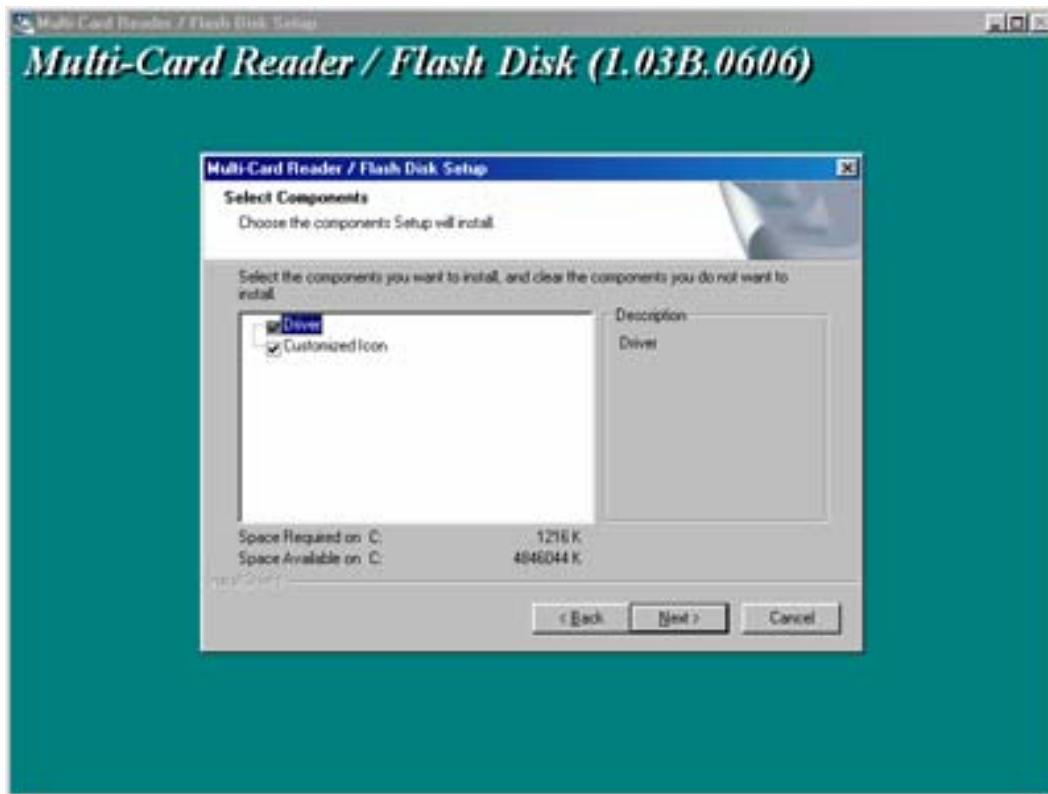 Multi-Card Reader / Flash Disk Setup
Multi-Card Reader / Flash Disk (1.03B.0606)
Multi-Card Reader / Flash Disk Setup
Select Components
Choose the components Setup will install.
Select the components you want to install, and clear the components you do not want to
install.
Driver
Customized Icon
Description
Driver
Space Required on C: 1216 K
Space Available on C: 4846044 K
< Back
Next >
Cancel